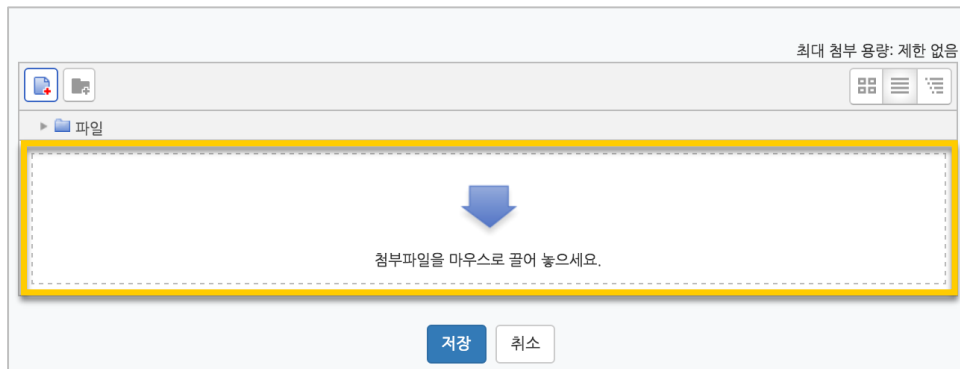 최대 첨부 용량: 제한 없음
파일
첨부파일을 마우스로 끌어 놓으세요.
저장 취소